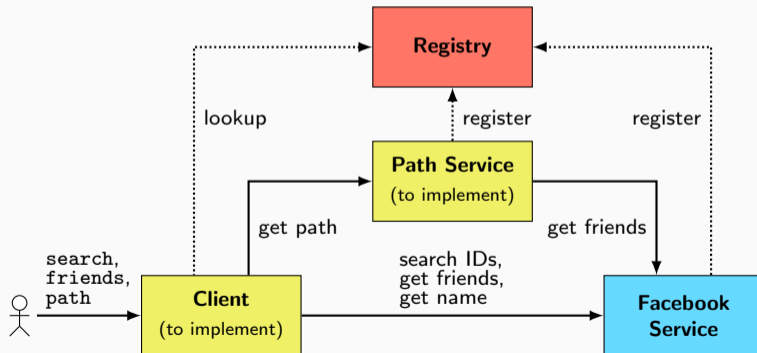 Registry
lookup
register
register
Path Service
(to implement)
get path
get friends
search,
friends,
path
search IDs,
get friends,
get name
Client
(to implement)
Facebook
Service